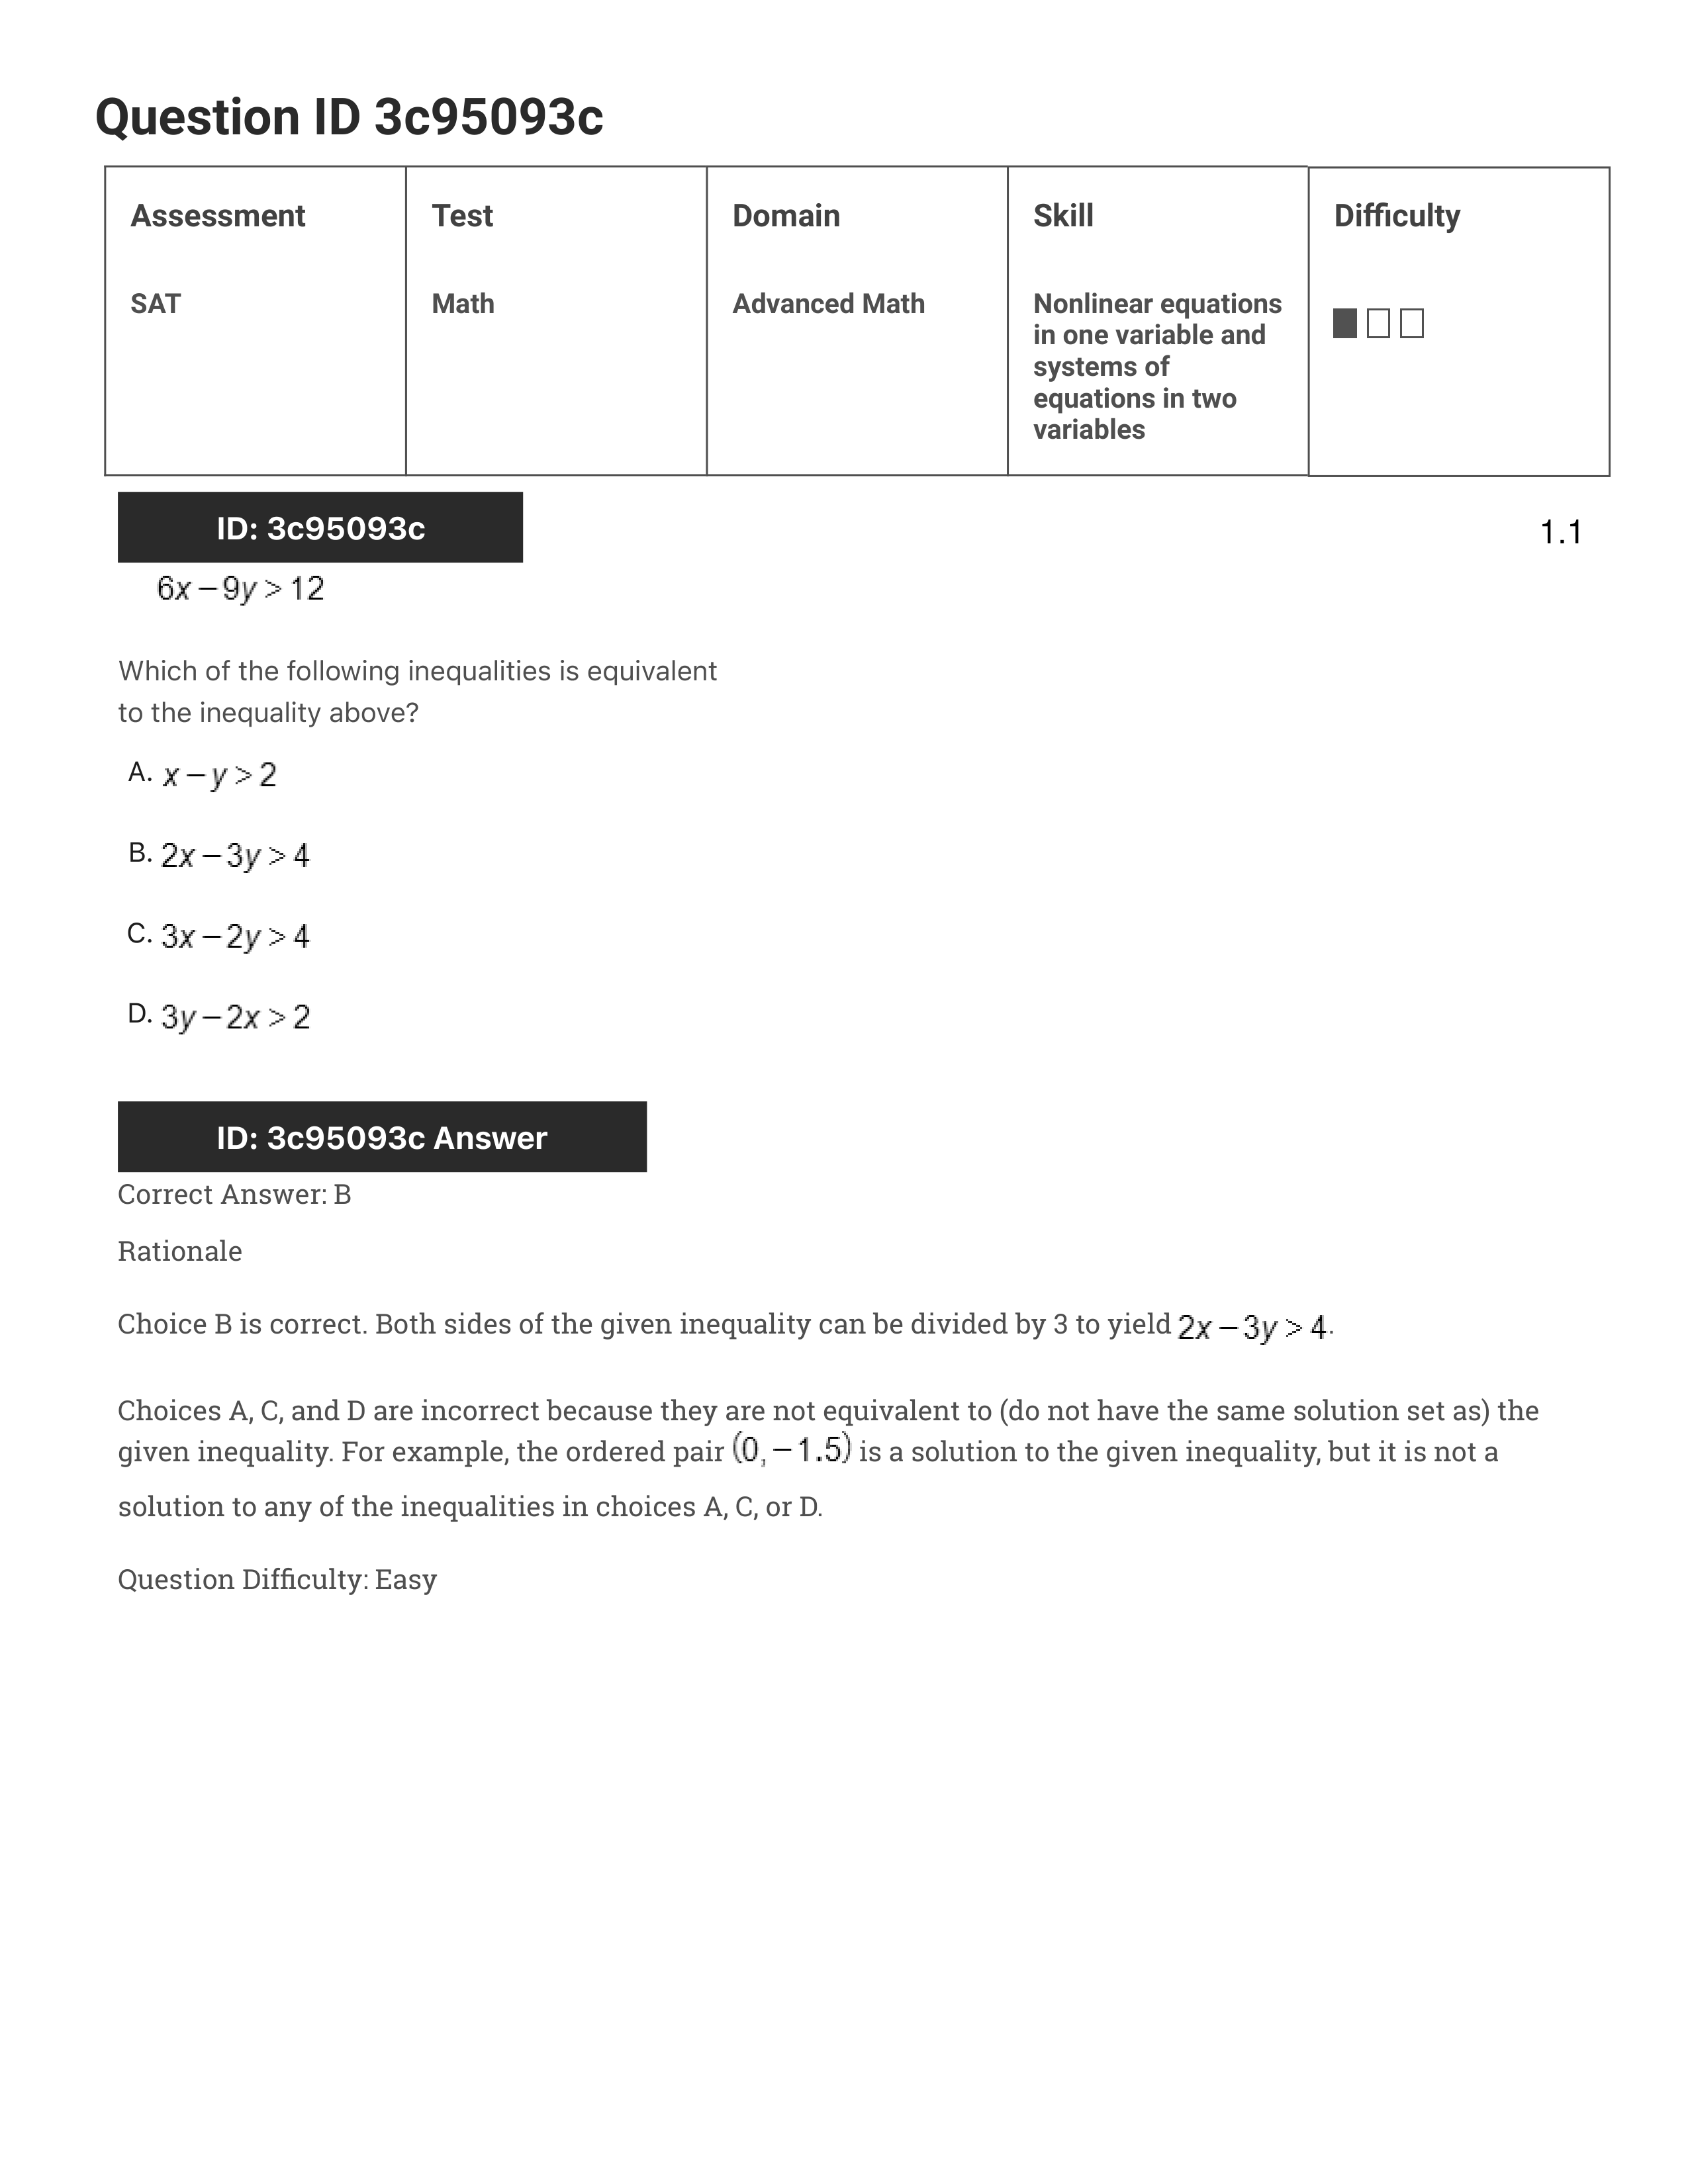 Question ID 3c95093c
Assessment
Test
Domain
Skill
Difficulty
SAT
Math
Advanced Math
Nonlinear equations
in one variable and
systems of
equations in two
variables
ID: 3c95093c
1.1
6x − 9y > 12
Which of the following inequalities is equivalent
to the inequality above?
A. x − y > 2
B. 2x − 3y > 4
C. 3x − 2y > 4
D. 3y − 2x > 2
ID: 3c95093c Answer
Correct Answer: B
Rationale
Choice B is correct. Both sides of the given inequality can be divided by 3 to yield 2x − 3y > 4.
Choices A, C, and D are incorrect because they are not equivalent to (do not have the same solution set as) the
given inequality. For example, the ordered pair (0, −1.5) is a solution to the given inequality, but it is not a
solution to any of the inequalities in choices A, C, or D.
Question Difficulty: Easy